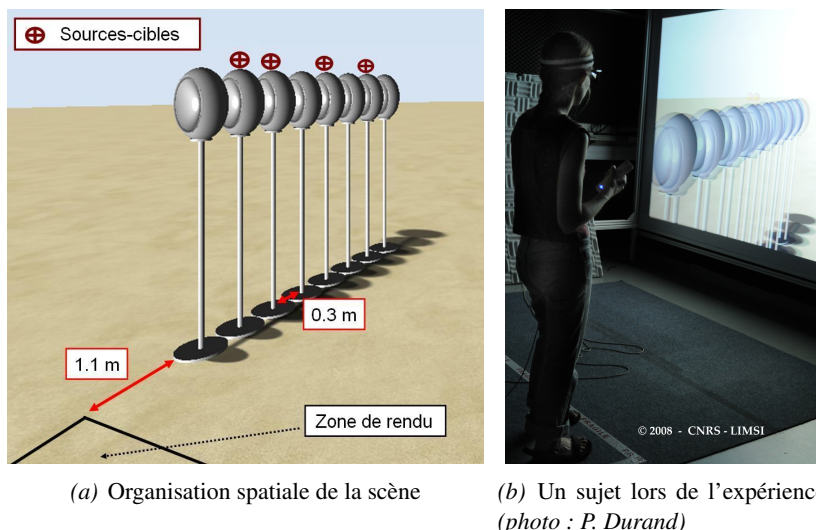 Sources-cibles
0.3 m
1.1 m
Zone de rendu
© 2008 - CNRS - LIMSI
(a) Organisation spatiale de la scène
(b) Un sujet lors de l'expérience
(photo : P. Durand)